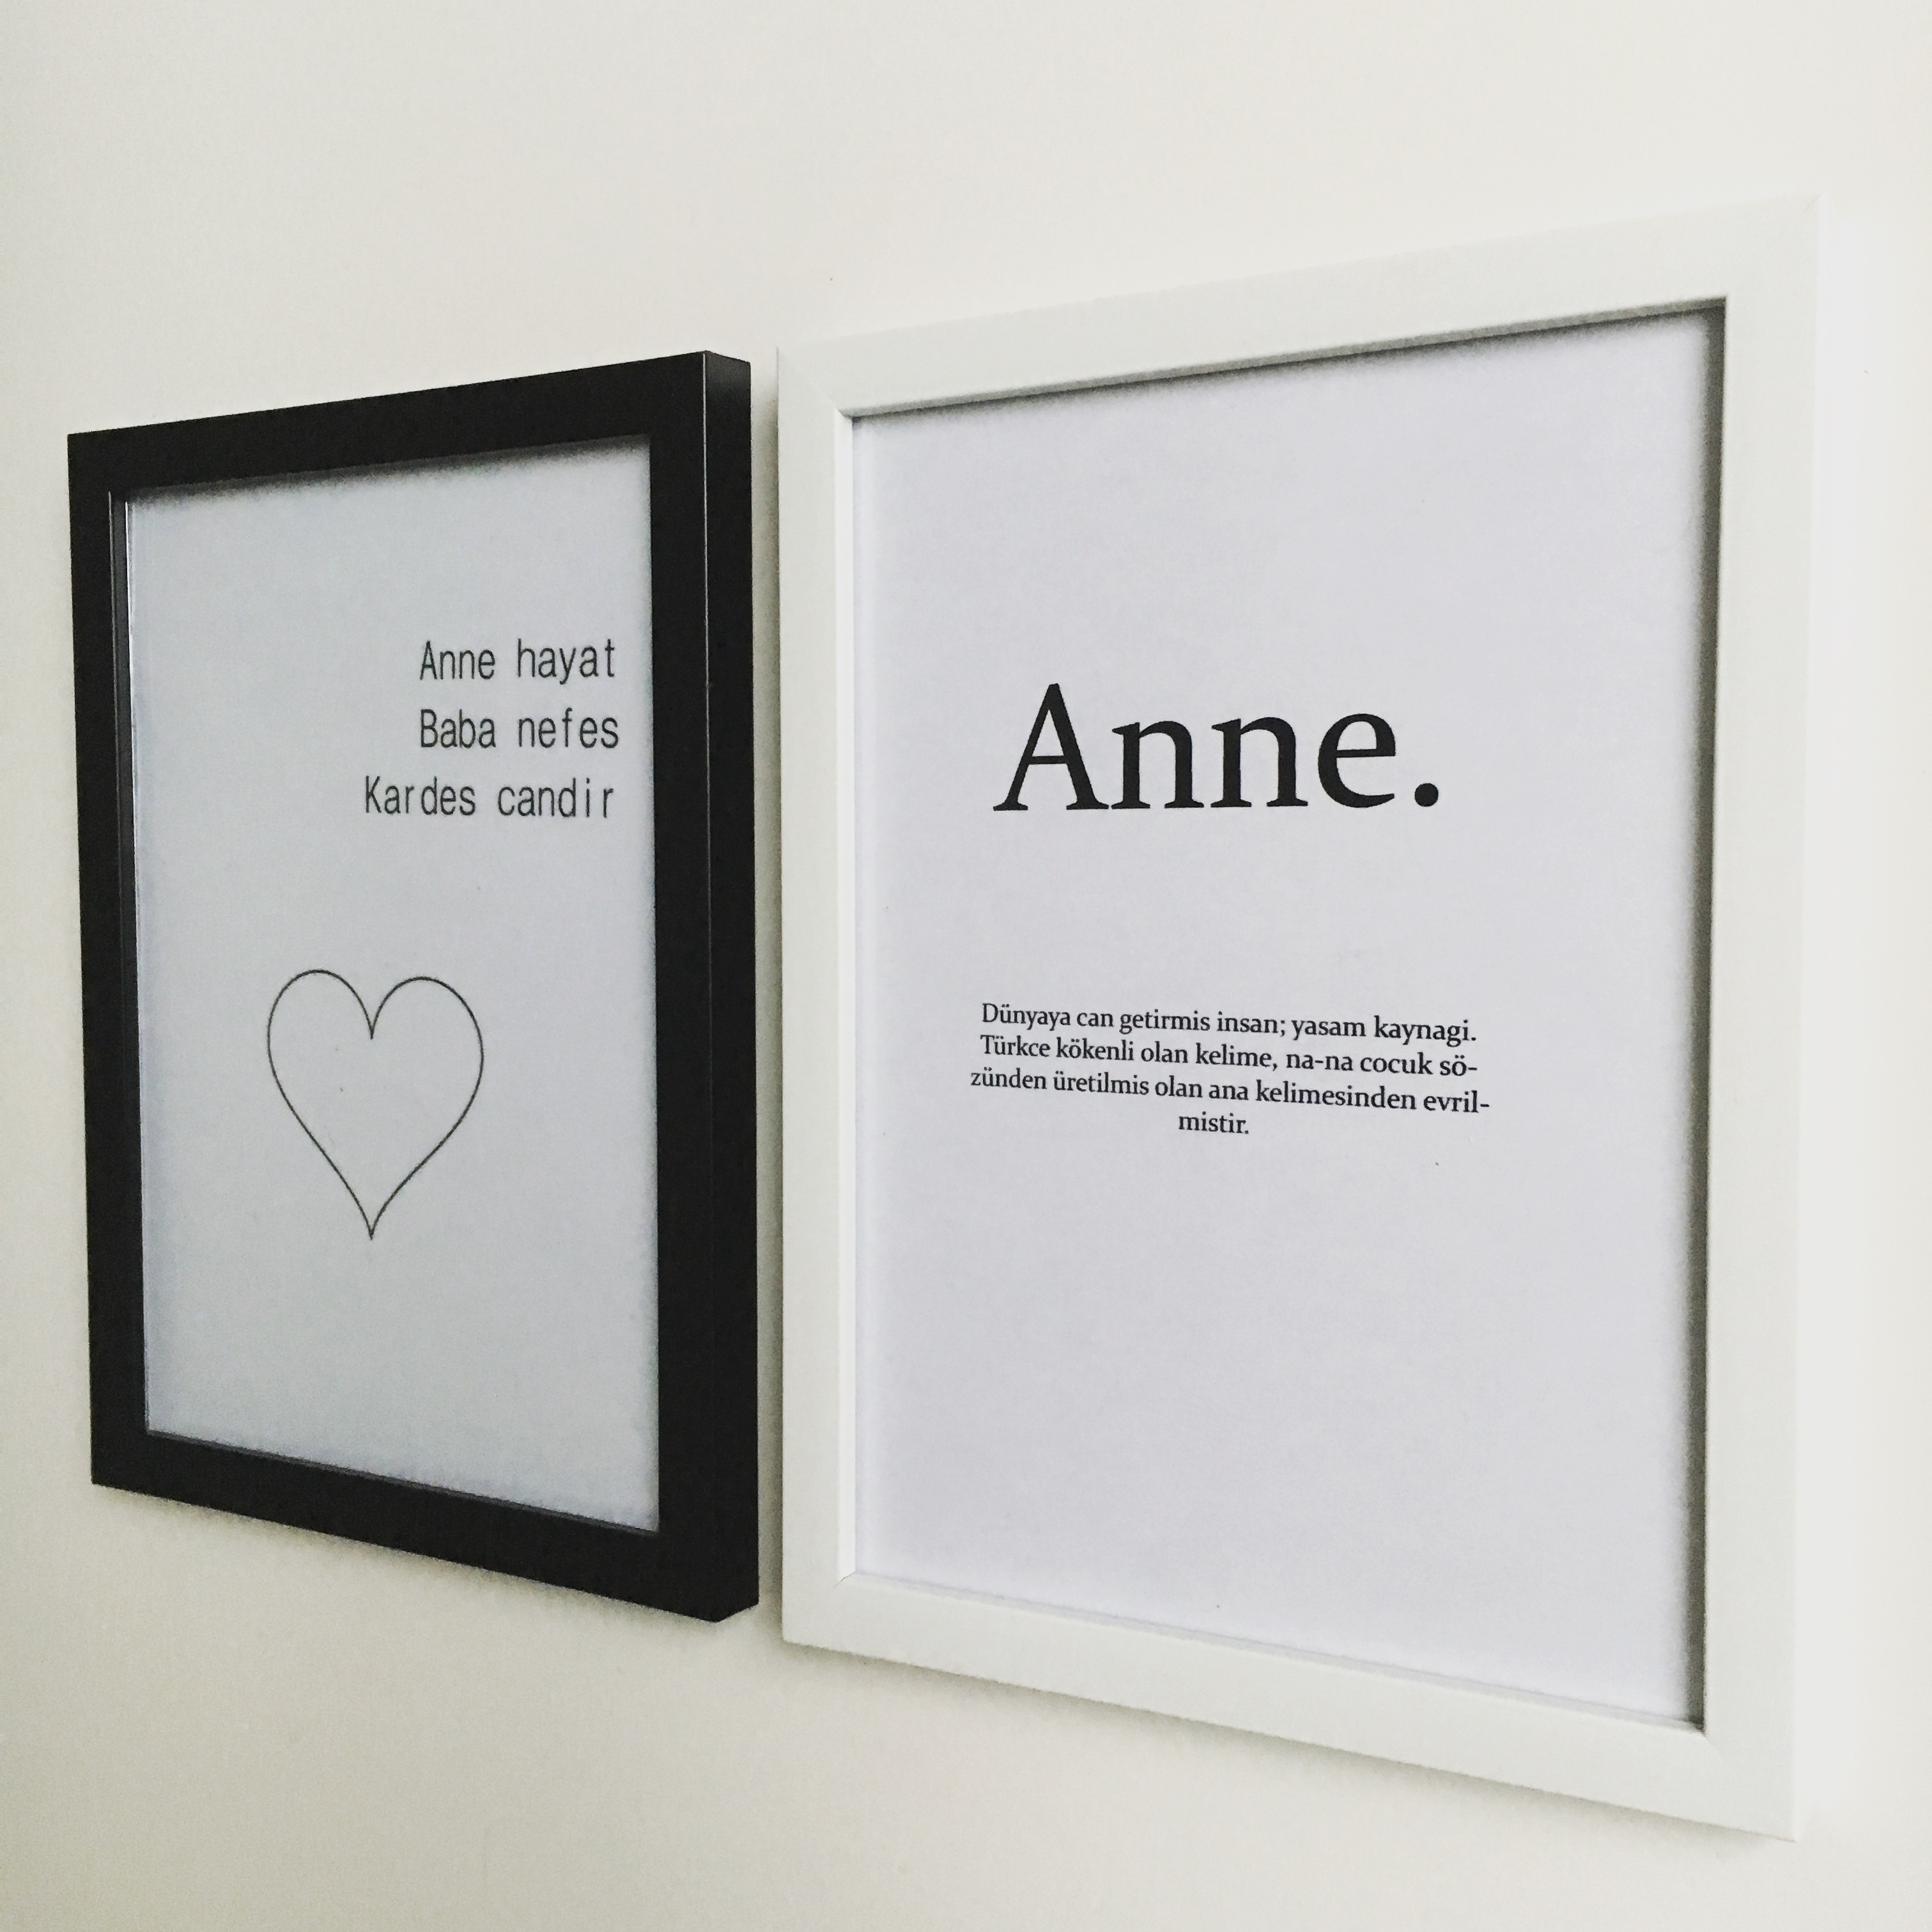 Anne hayat
Baba nefes
Kardes candir
Anne.
Dünyaya can getirmis insan; yasam kaynagi.
Türkce kökenli olan kelime, na-na cocuk sö-
zünden üretilmis olan ana kelimesinden evril-
mistir.